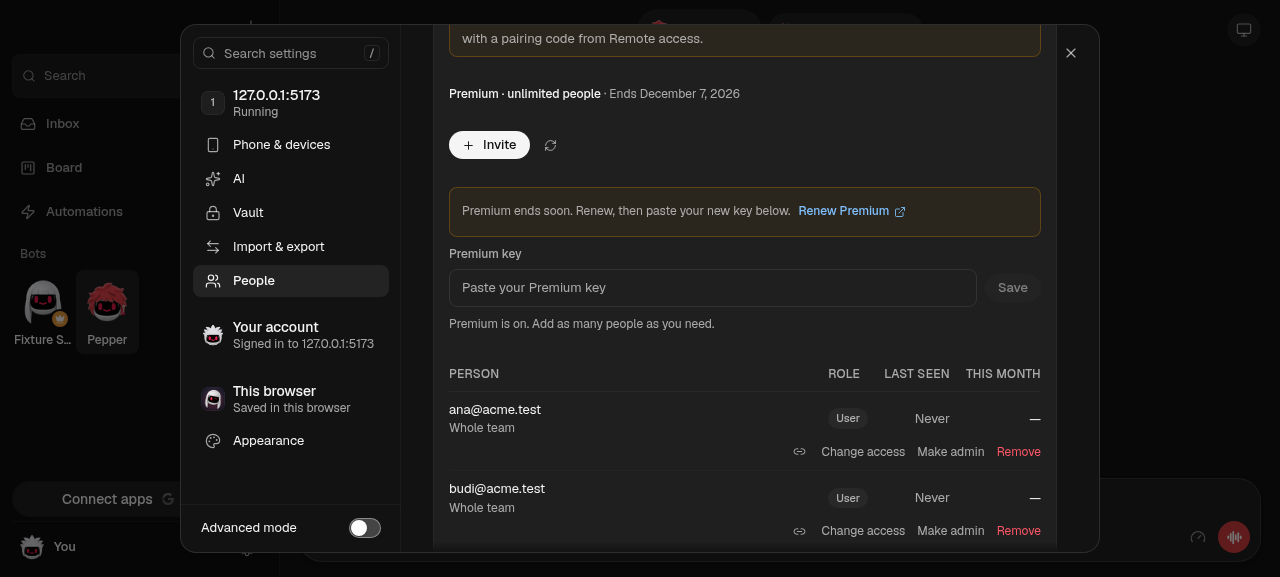 Search
Inbox
Board
Automations
Bots
Fixture S...
Pepper
Connect apps
You
Search settings /
1
127.0.0.1:5173
Running
Phone & devices
AI
Vault
Import & export
People
Your account
Signed in to 127.0.0.1:5173
This browser
Saved in this browser
Appearance
Advanced mode
with a pairing code from Remote access.
Premium · unlimited people · Ends December 7, 2026
Invite
Premium ends soon. Renew, then paste your new key below. Renew Premium
Premium key
Paste your Premium key Save
Premium is on. Add as many people as you need.
PERSON ROLE LAST SEEN THIS MONTH
ana@acme.test User Never —
Whole team
Change access Make admin Remove
budi@acme.test User Never —
Whole team
Change access Make admin Remove